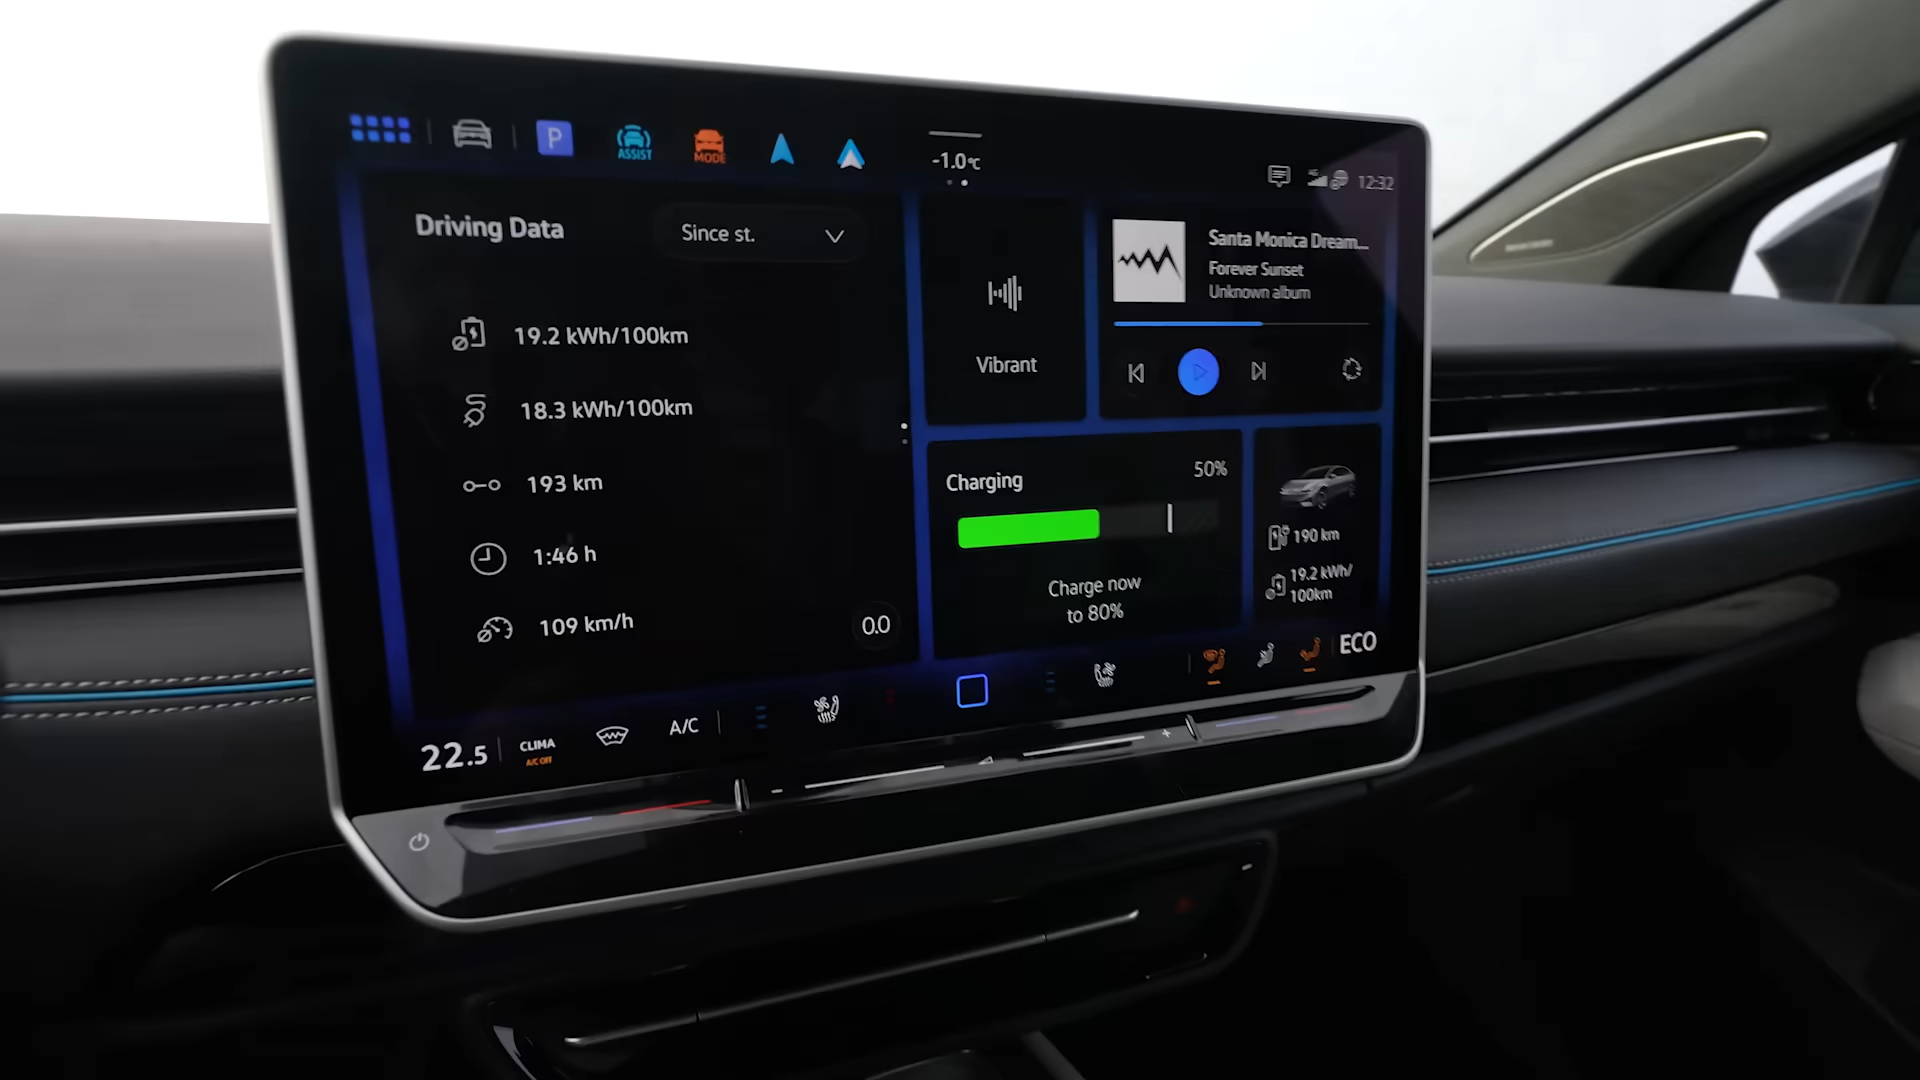 P
ASSIST
MODE
-1.0°C
4G
12:32
Driving Data
Since st.
19.2 kWh/100km
18.3 kWh/100km
193 km
1:46 h
109 km/h
0.0
Vibrant
Santa Monica Dream...
Forever Sunset
Unknown album
Charging
50%
Charge now
to 80%
190 km
19.2 kWh/
100km
22.5
CLIMA
A/C OFF
A/C
ECO
- +